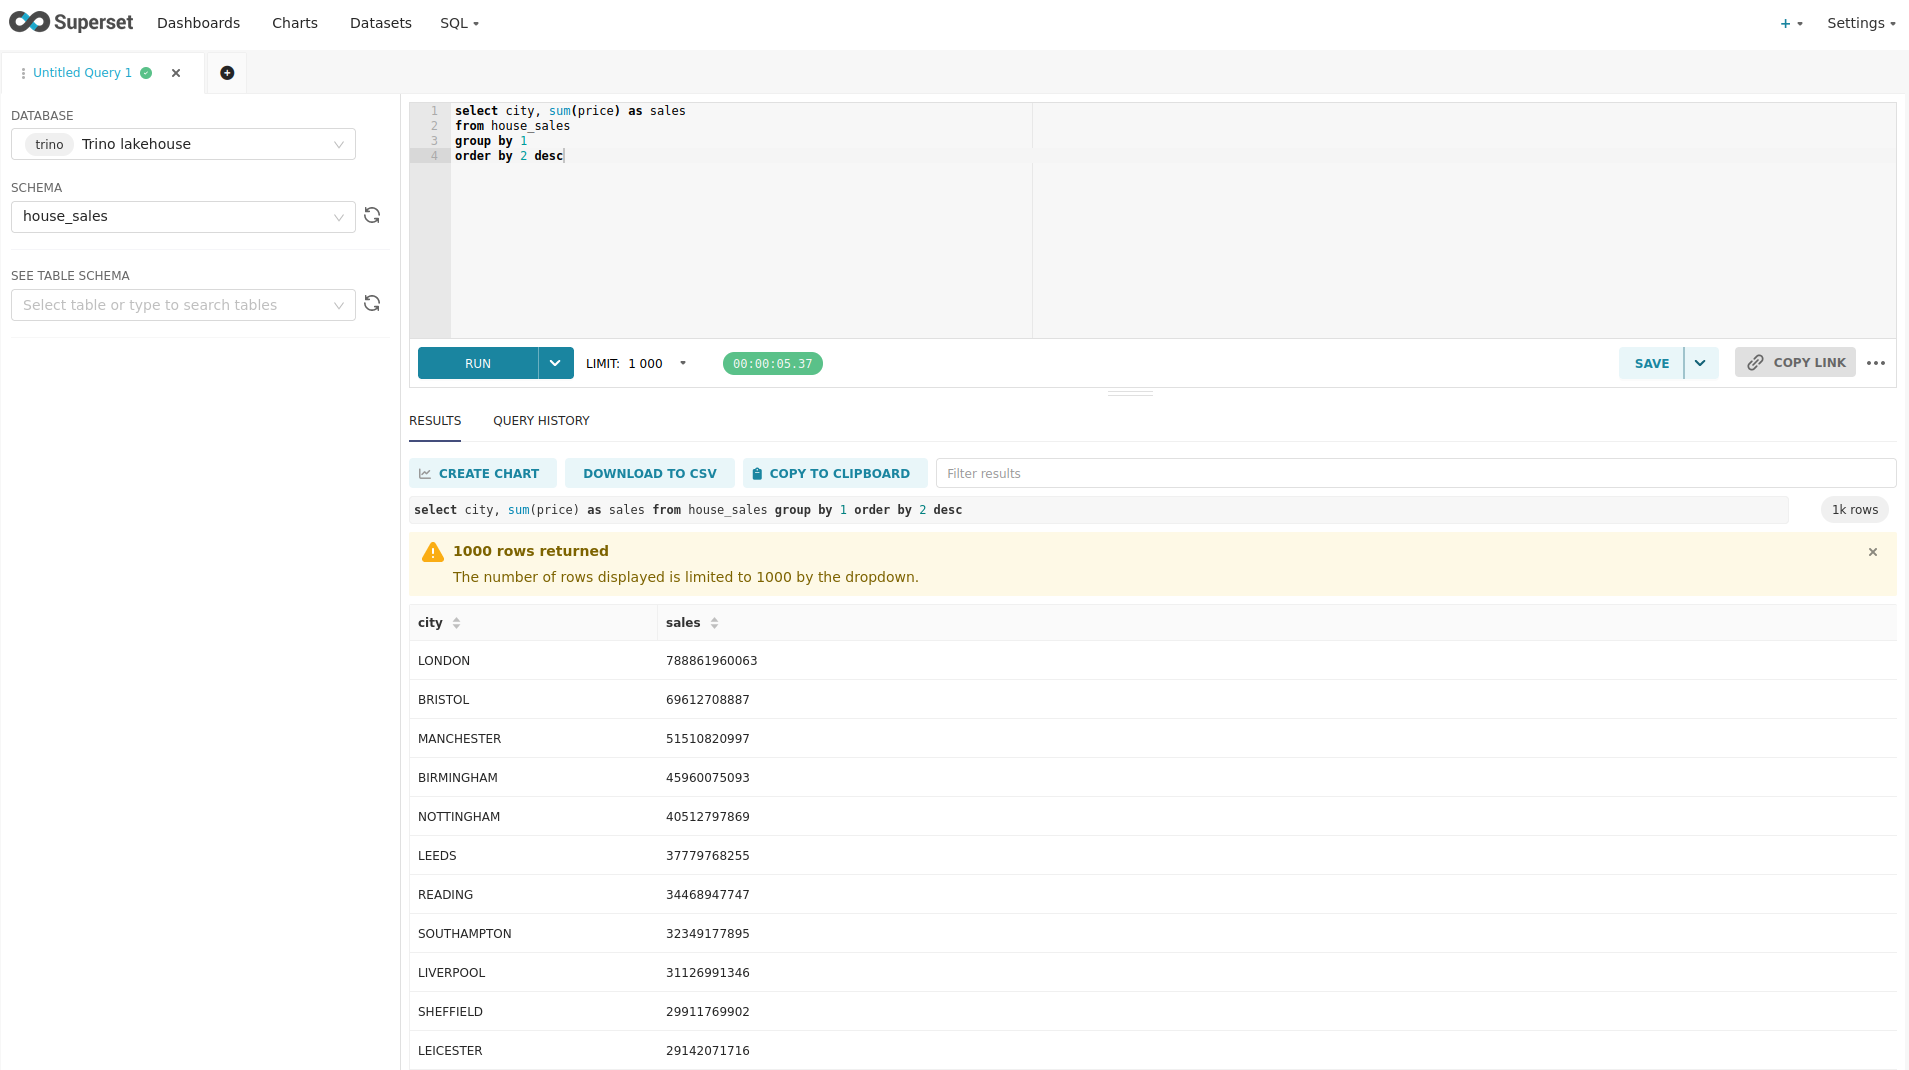 Superset Dashboards Charts Datasets SQL + Settings
Untitled Query 1
DATABASE
trino Trino lakehouse
SCHEMA
house_sales
SEE TABLE SCHEMA
Select table or type to search tables
1 select city, sum(price) as sales
2 from house_sales
3 group by 1
4 order by 2 desc
RUN LIMIT: 1 000 00:00:05.37 SAVE COPY LINK
RESULTS QUERY HISTORY
CREATE CHART DOWNLOAD TO CSV COPY TO CLIPBOARD Filter results
select city, sum(price) as sales from house_sales group by 1 order by 2 desc 1k rows
1000 rows returned
The number of rows displayed is limited to 1000 by the dropdown.
city sales
LONDON 788861960063
BRISTOL 69612708887
MANCHESTER 51510820997
BIRMINGHAM 45960075093
NOTTINGHAM 40512797869
LEEDS 37779768255
READING 34468947747
SOUTHAMPTON 32349177895
LIVERPOOL 31126991346
SHEFFIELD 29911769902
LEICESTER 29142071716